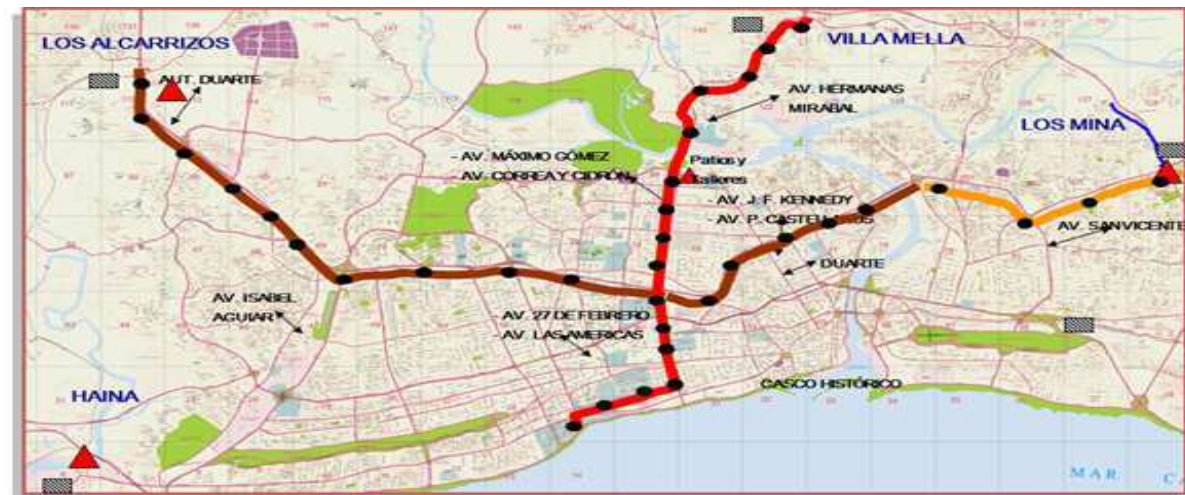 LOS ALCARRIZOS
VILLA MELLA
AUT. DUARTE
AV. HERMANAS
MIRABAL
LOS MINA
- AV. MÁXIMO GÓMEZ
- AV. CORREA Y CIDRÓN
Patios y
Talleres
- AV. J. F. KENNEDY
- AV. P. CASTELLANOS
AV. SAN VICENTE
DUARTE
AV. ISABEL
AGUIAR
- AV. 27 DE FEBRERO
- AV LAS AMERICAS
HAINA
CASCO HISTÓRICO
MAR C